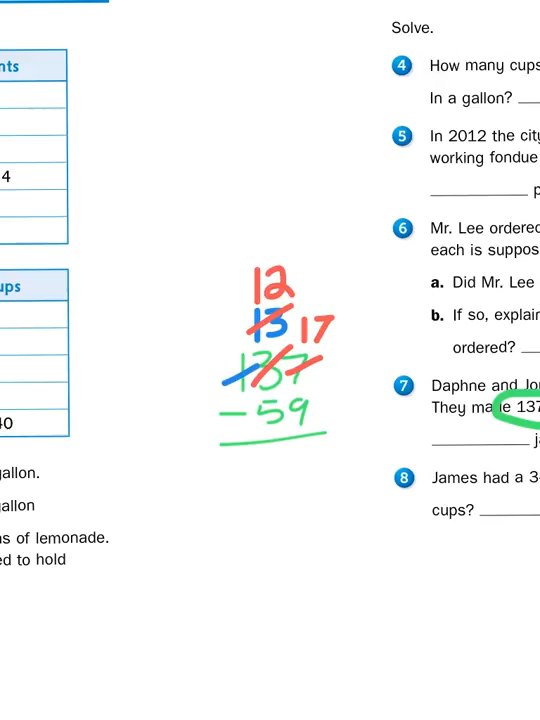 nts
4
ups
40
gallon.
gallon
ns of lemonade.
ed to hold
12
13 17
137
- 59
Solve.
4 How many cups
In a gallon?
5 In 2012 the city
working fondue
p
6 Mr. Lee ordered
each is suppos
a. Did Mr. Lee
b. If so, explain
ordered?
7 Daphne and Jo
They made 137
ja
8 James had a 3-
cups?